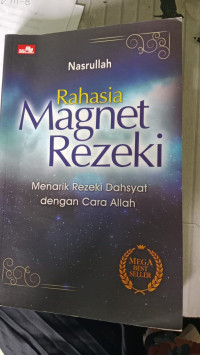 Nasrullah
Rahasia
Magnet
Rezeki
Menarik Rezeki Dahsyat
dengan Cara Allah
MEGA
BEST
SELLER